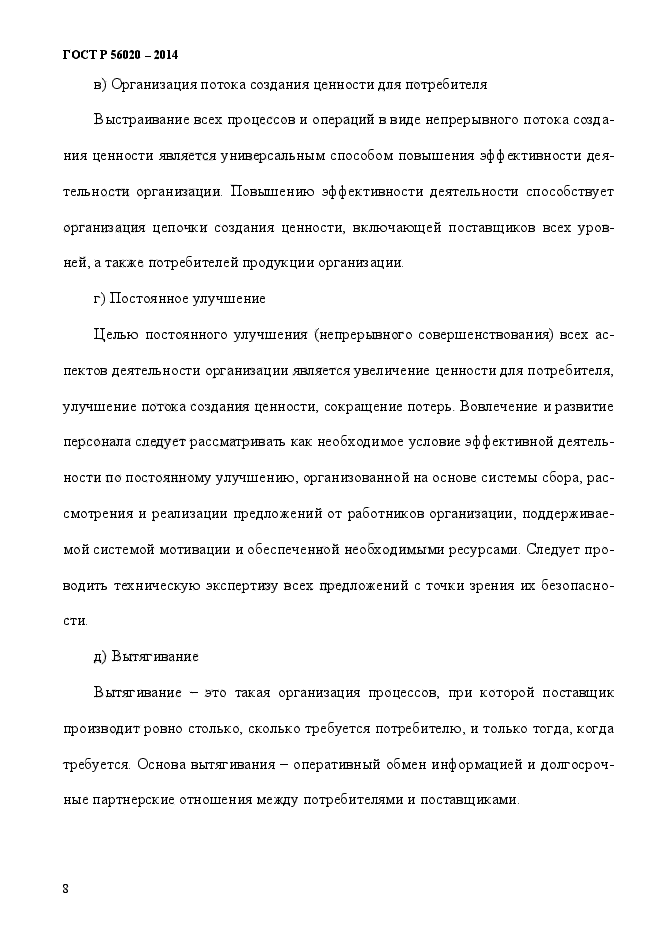 ГОСТ Р 56020 – 2014
в) Организация потока создания ценности для потребителя
Выстраивание всех процессов и операций в виде непрерывного потока созда-
ния ценности является универсальным способом повышения эффективности дея-
тельности организации. Повышению эффективности деятельности способствует
организация цепочки создания ценности, включающей поставщиков всех уров-
ней, а также потребителей продукции организации.
г) Постоянное улучшение
Целью постоянного улучшения (непрерывного совершенствования) всех ас-
пектов деятельности организации является увеличение ценности для потребителя,
улучшение потока создания ценности, сокращение потерь. Вовлечение и развитие
персонала следует рассматривать как необходимое условие эффективной деятель-
ности по постоянному улучшению, организованной на основе системы сбора, рас-
смотрения и реализации предложений от работников организации, поддерживае-
мой системой мотивации и обеспеченной необходимыми ресурсами. Следует про-
водить техническую экспертизу всех предложений с точки зрения их безопасно-
сти.
д) Вытягивание
Вытягивание – это такая организация процессов, при которой поставщик
производит ровно столько, сколько требуется потребителю, и только тогда, когда
требуется. Основа вытягивания – оперативный обмен информацией и долгосроч-
ные партнерские отношения между потребителями и поставщиками.
8